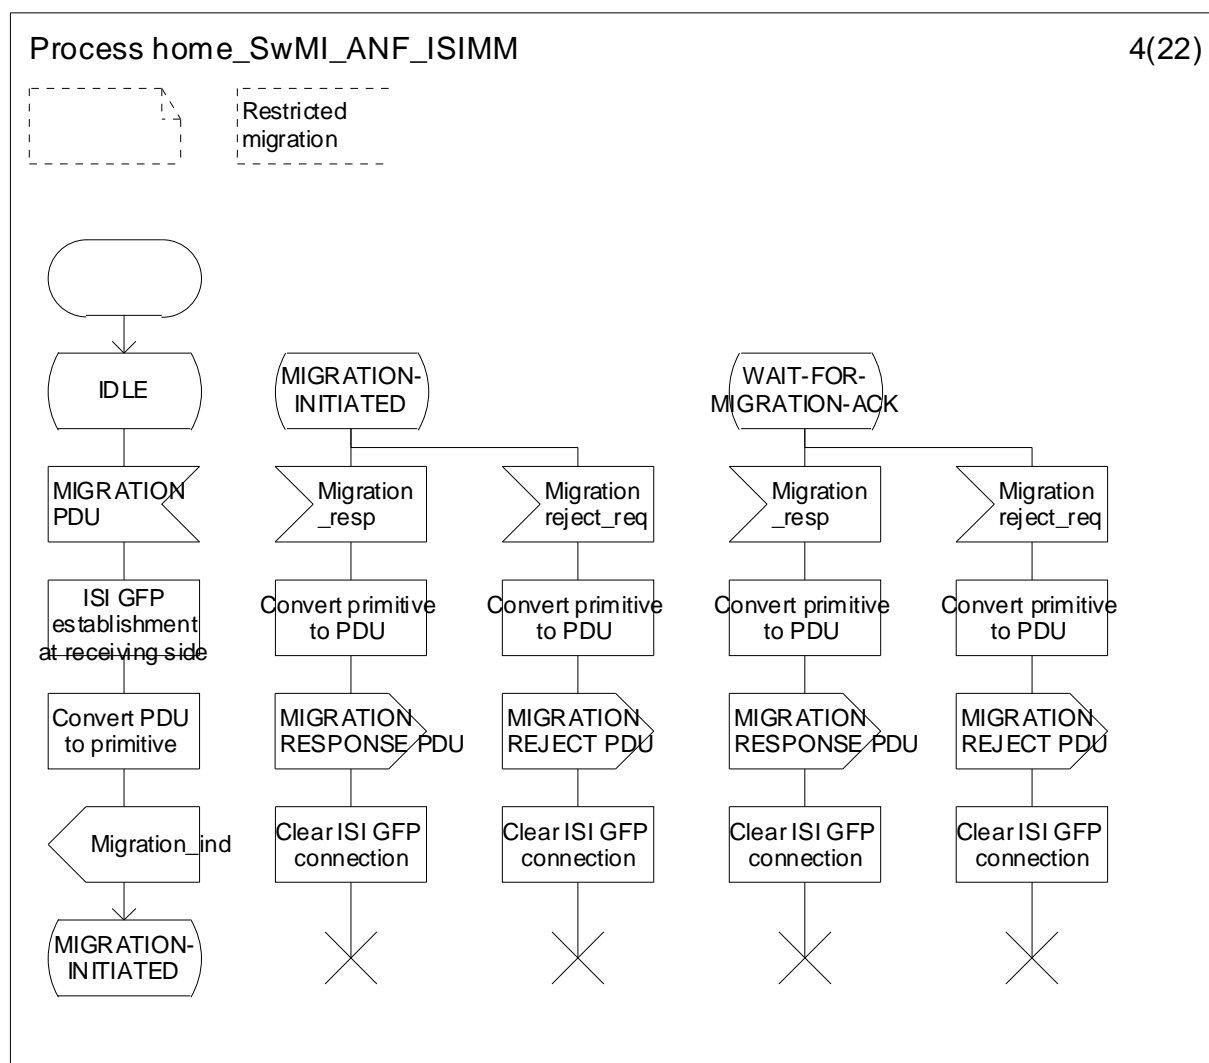 Process home_SwMI_ANF_ISIMM
4(22)
Restricted
migration
IDLE
MIGRATION-
INITIATED
WAIT-FOR-
MIGRATION-ACK
MIGRATION
PDU
Migration
_resp
Migration
reject_req
Migration
_resp
Migration
reject_req
ISI GFP
establishment
at receiving side
Convert primitive
to PDU
Convert primitive
to PDU
Convert primitive
to PDU
Convert primitive
to PDU
Convert PDU
to primitive
MIGRATION
RESPONSE PDU
MIGRATION
REJECT PDU
MIGRATION
RESPONSE PDU
MIGRATION
REJECT PDU
Migration_ind
Clear ISI GFP
connection
Clear ISI GFP
connection
Clear ISI GFP
connection
Clear ISI GFP
connection
MIGRATION-
INITIATED